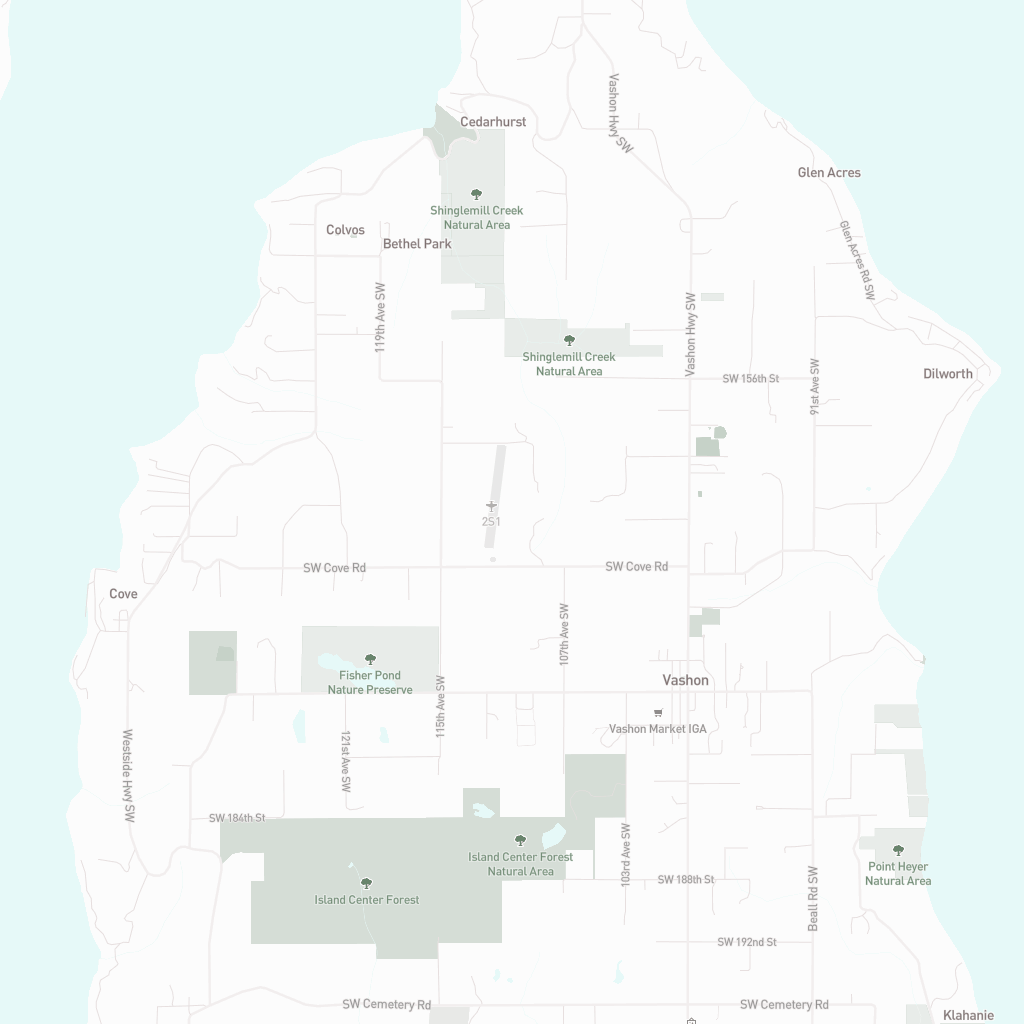 Vashon Hwy SW
Cedarhurst
Glen Acres
Shinglemill Creek
Natural Area
Colvos
Bethel Park
Glen Acres Rd SW
119th Ave SW
Vashon Hwy SW
Shinglemill Creek
Natural Area
SW 156th St
91st Ave SW
Dilworth
2S1
SW Cove Rd
SW Cove Rd
Cove
107th Ave SW
Fisher Pond
Nature Preserve
Vashon
115th Ave SW
Vashon Market IGA
Westside Hwy SW
121st Ave SW
SW 184th St
Island Center Forest
Natural Area
103rd Ave SW
Point Heyer
Natural Area
Island Center Forest
SW 188th St
Beall Rd SW
SW 192nd St
SW Cemetery Rd
SW Cemetery Rd
Klahanie